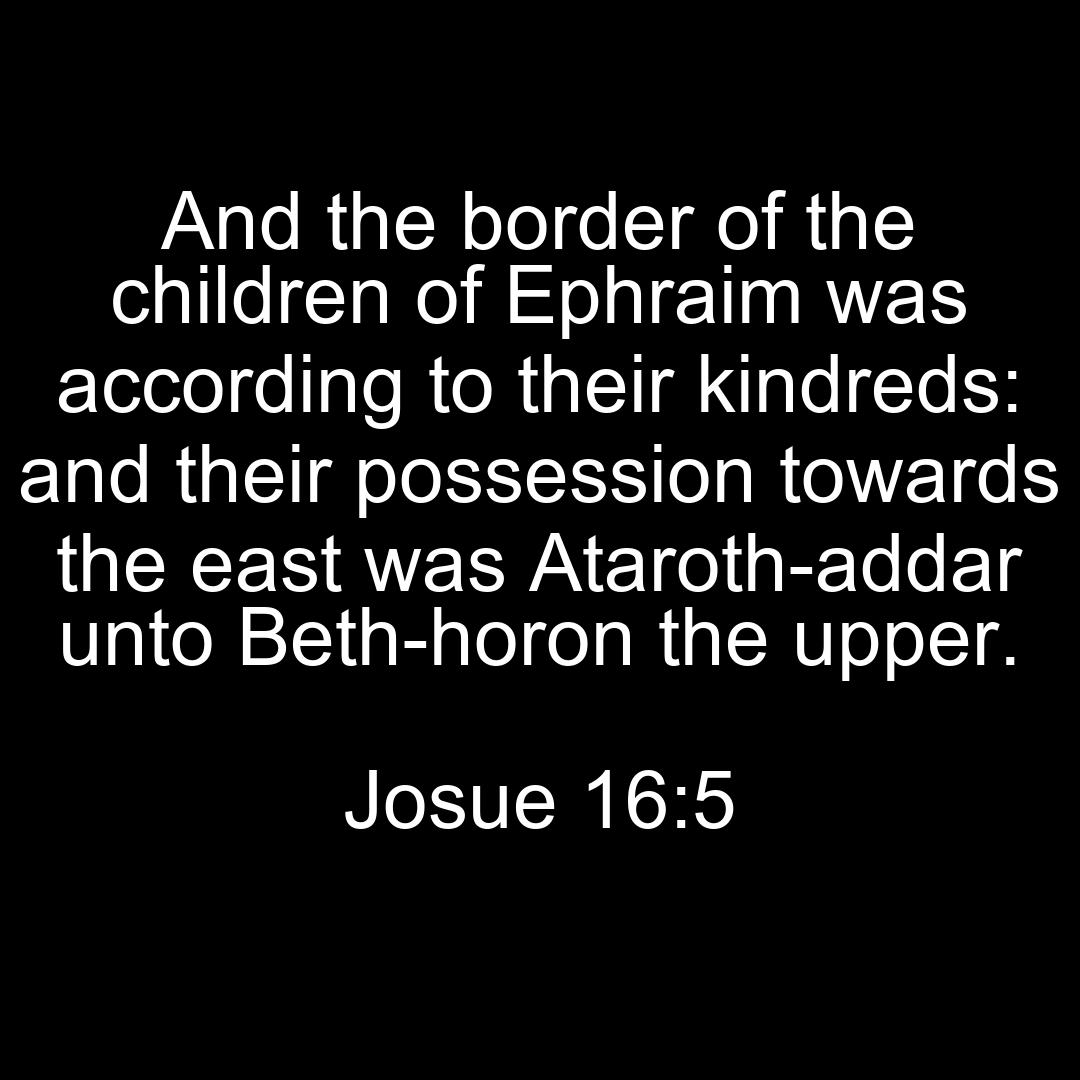 And the border of the
children of Ephraim was
according to their kindreds:
and their possession towards
the east was Ataroth-addar
unto Beth-horon the upper.
Josue 16:5